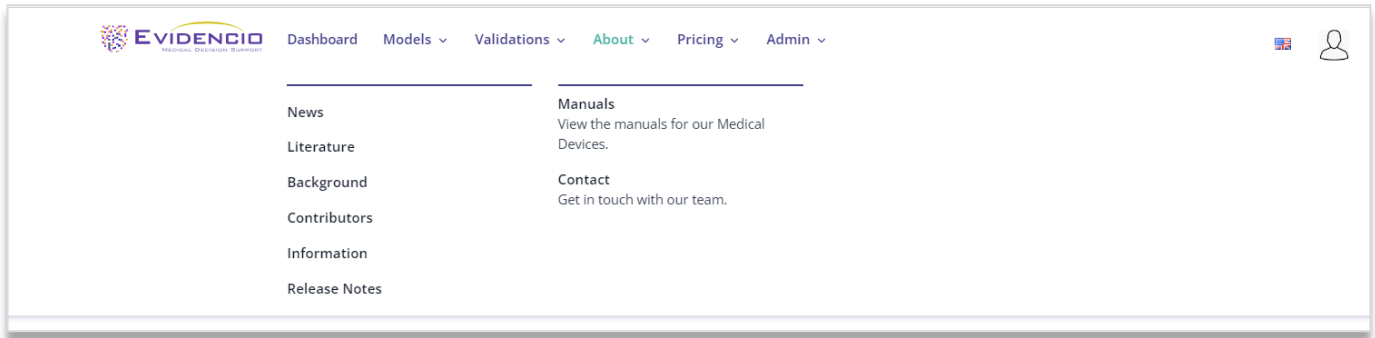 EVIDENCIO
MEDICAL DECISION SUPPORT
Dashboard Models Validations About Pricing Admin
News
Literature
Background
Contributors
Information
Release Notes
Manuals
View the manuals for our Medical
Devices.
Contact
Get in touch with our team.